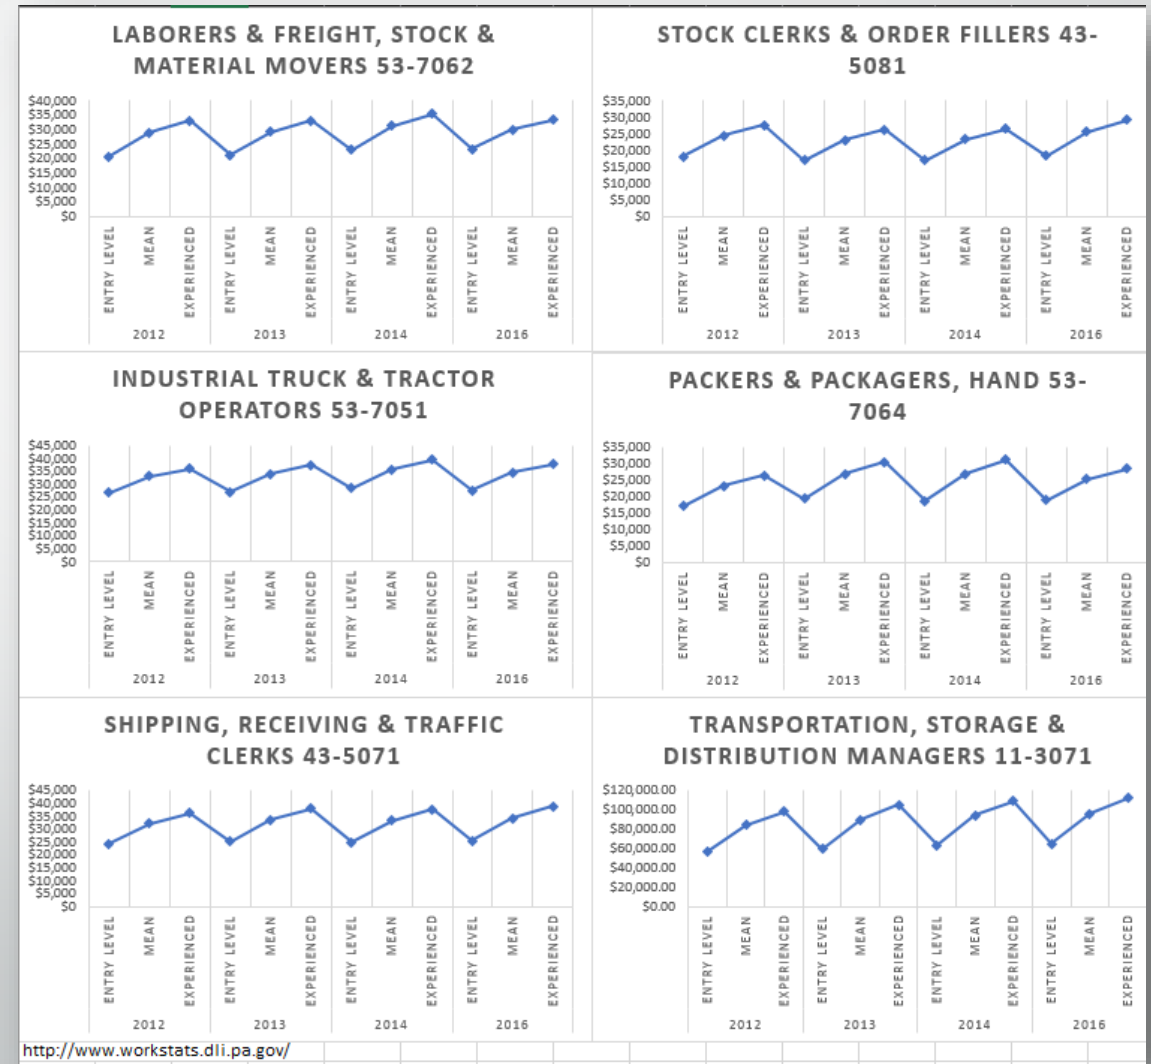 LABORERS & FREIGHT, STOCK &
MATERIAL MOVERS 53-7062
$40,000
$35,000
$30,000
$25,000
$20,000
$15,000
$10,000
$5,000
$0
ENTRY LEVEL
MEAN
EXPERIENCED
ENTRY LEVEL
MEAN
EXPERIENCED
ENTRY LEVEL
MEAN
EXPERIENCED
ENTRY LEVEL
MEAN
EXPERIENCED
2012 2013 2014 2016
STOCK CLERKS & ORDER FILLERS 43-
5081
$35,000
$30,000
$25,000
$20,000
$15,000
$10,000
$5,000
$0
ENTRY LEVEL
MEAN
EXPERIENCED
ENTRY LEVEL
MEAN
EXPERIENCED
ENTRY LEVEL
MEAN
EXPERIENCED
ENTRY LEVEL
MEAN
EXPERIENCED
2012 2013 2014 2016
INDUSTRIAL TRUCK & TRACTOR
OPERATORS 53-7051
$45,000
$40,000
$35,000
$30,000
$25,000
$20,000
$15,000
$10,000
$5,000
$0
ENTRY LEVEL
MEAN
EXPERIENCED
ENTRY LEVEL
MEAN
EXPERIENCED
ENTRY LEVEL
MEAN
EXPERIENCED
ENTRY LEVEL
MEAN
EXPERIENCED
2012 2013 2014 2016
PACKERS & PACKAGERS, HAND 53-
7064
$35,000
$30,000
$25,000
$20,000
$15,000
$10,000
$5,000
$0
ENTRY LEVEL
MEAN
EXPERIENCED
ENTRY LEVEL
MEAN
EXPERIENCED
ENTRY LEVEL
MEAN
EXPERIENCED
ENTRY LEVEL
MEAN
EXPERIENCED
2012 2013 2014 2016
SHIPPING, RECEIVING & TRAFFIC
CLERKS 43-5071
$45,000
$40,000
$35,000
$30,000
$25,000
$20,000
$15,000
$10,000
$5,000
$0
ENTRY LEVEL
MEAN
EXPERIENCED
ENTRY LEVEL
MEAN
EXPERIENCED
ENTRY LEVEL
MEAN
EXPERIENCED
ENTRY LEVEL
MEAN
EXPERIENCED
2012 2013 2014 2016
TRANSPORTATION, STORAGE &
DISTRIBUTION MANAGERS 11-3071
$120,000.00
$100,000.00
$80,000.00
$60,000.00
$40,000.00
$20,000.00
$0.00
ENTRY LEVEL
MEAN
EXPERIENCED
ENTRY LEVEL
MEAN
EXPERIENCED
ENTRY LEVEL
MEAN
EXPERIENCED
ENTRY LEVEL
MEAN
EXPERIENCED
2012 2013 2014 2016
http://www.workstats.dli.pa.gov/